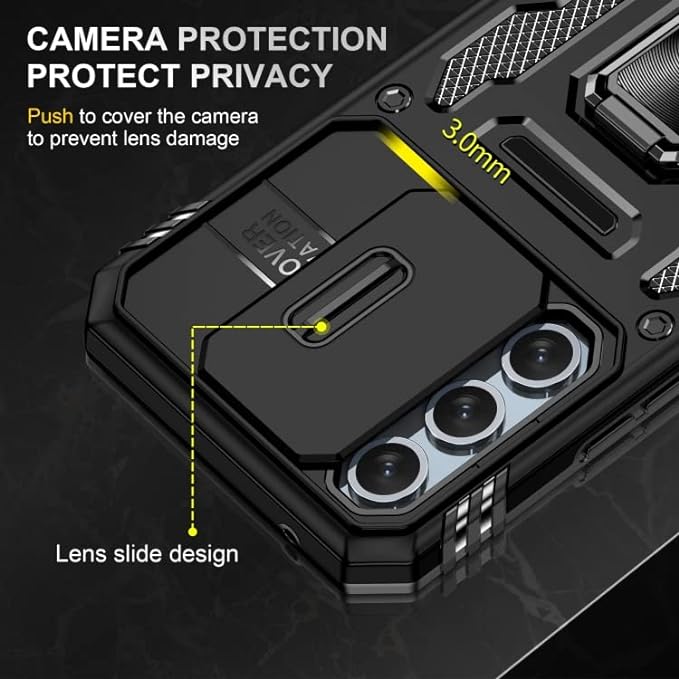 CAMERA PROTECTION
PROTECT PRIVACY
Push to cover the camera
to prevent lens damage
3.0mm
Lens slide design